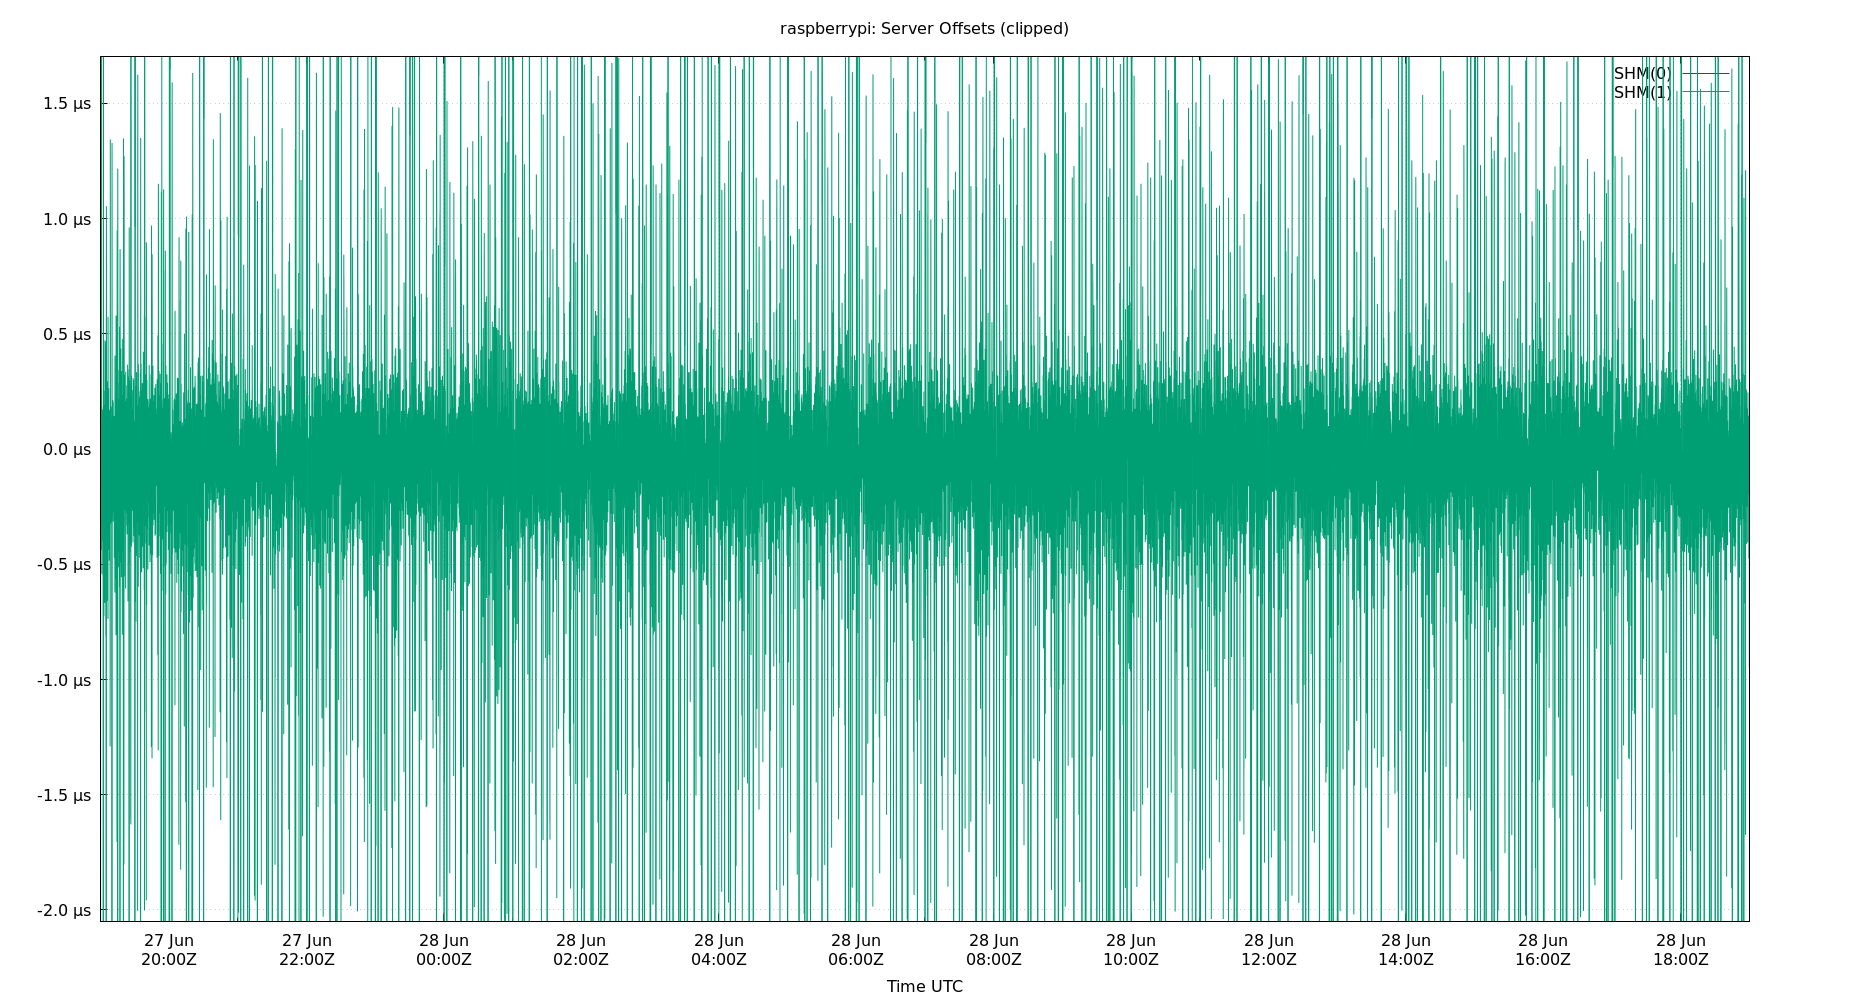 raspberrypi: Server Offsets (clipped)
SHM(0)
SHM(1)
1.5 µs
1.0 µs
0.5 µs
0.0 µs
-0.5 µs
-1.0 µs
-1.5 µs
-2.0 µs
27 Jun 27 Jun 28 Jun 28 Jun 28 Jun 28 Jun 28 Jun 28 Jun 28 Jun 28 Jun 28 Jun 28 Jun
20:00Z 22:00Z 00:00Z 02:00Z 04:00Z 06:00Z 08:00Z 10:00Z 12:00Z 14:00Z 16:00Z 18:00Z
Time UTC